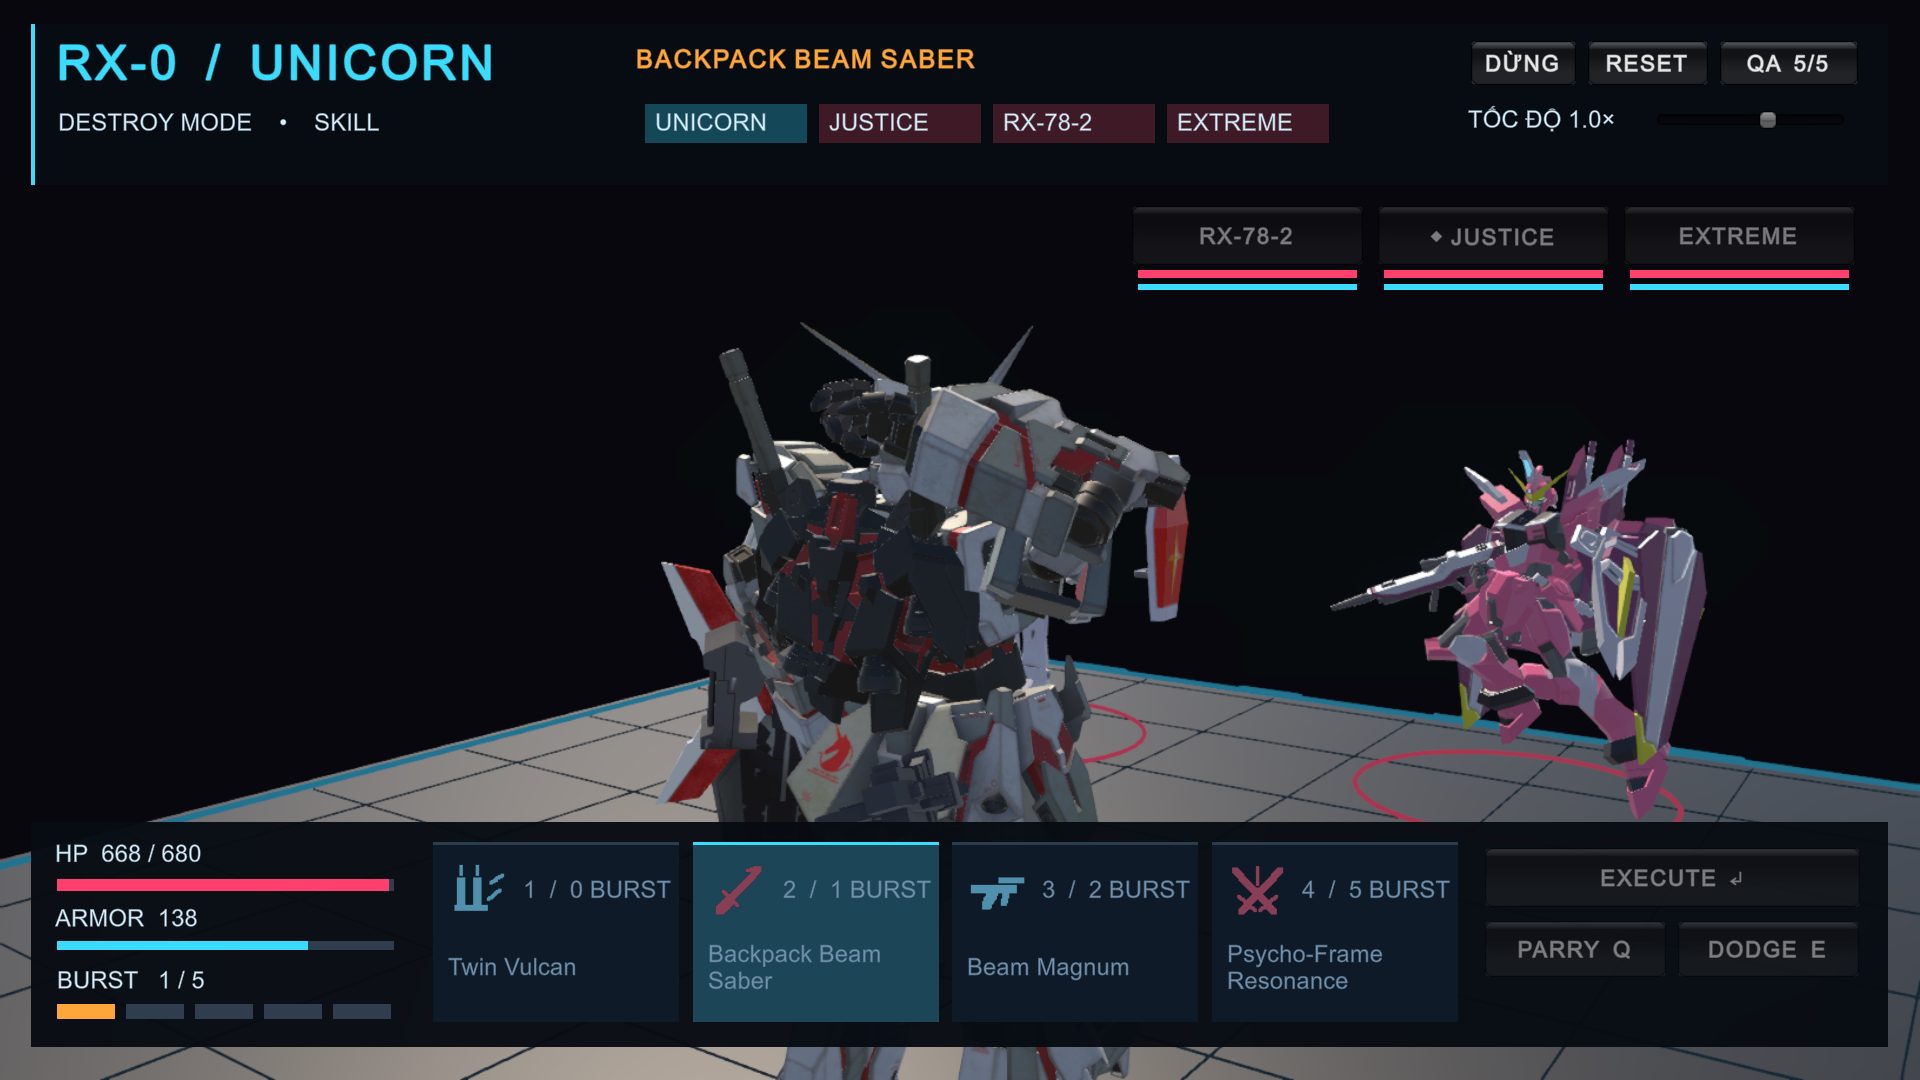 RX-0 / UNICORN
DESTROY MODE • SKILL
BACKPACK BEAM SABER
UNICORN
JUSTICE
RX-78-2
EXTREME
DỪNG
RESET
QA 5/5
TỐC ĐỘ 1.0×
RX-78-2
◆ JUSTICE
EXTREME
HP 668 / 680
ARMOR 138
BURST 1 / 5
1 / 0 BURST
Twin Vulcan
2 / 1 BURST
Backpack Beam
Saber
3 / 2 BURST
Beam Magnum
4 / 5 BURST
Psycho-Frame
Resonance
EXECUTE ↲
PARRY Q
DODGE E